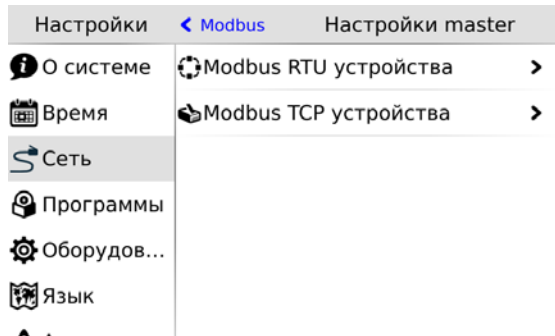 Настройки
Modbus Настройки master
О системе
Время
Сеть
Программы
Оборудов...
Язык
Modbus RTU устройства
Modbus TCP устройства